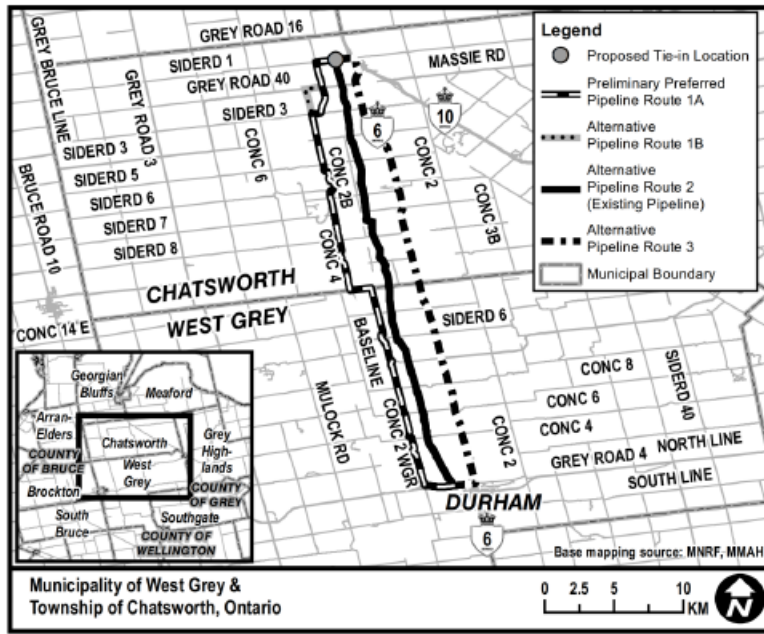 GREY ROAD 16
SIDERD 1
GREY ROAD 40
SIDERD 3
MASSIE RD
GREY BRUCE LINE
GREY ROAD 3
CONC 6
SIDERD 3
SIDERD 5
SIDERD 6
SIDERD 7
SIDERD 8
BRUCE ROAD 10
CONC 2B
CONC 4
6
10
CONC 2
CONC 3B
CHATSWORTH
WEST GREY
CONC 14 E
SIDERD 6
BASELINE
MULOCK RD
CONC 2 WGR
CONC 2
CONC 8
CONC 6
CONC 4
SIDERD 40
NORTH LINE
GREY ROAD 4
SOUTH LINE
DURHAM
6
Legend
Proposed Tie-in Location
Preliminary Preferred
Pipeline Route 1A
Alternative
Pipeline Route 1B
Alternative
Pipeline Route 2
(Existing Pipeline)
Alternative
Pipeline Route 3
Municipal Boundary
Georgian
Bluffs
Meaford
Arran-
Elders
Chatsworth
Grey
High-
lands
COUNTY
OF BRUCE
West
Grey
Brockton
COUNTY
OF GREY
South
Bruce
Southgate
COUNTY OF
WELLINGTON
Base mapping source: MNRF, MMAH
Municipality of West Grey &
Township of Chatsworth, Ontario
0 2.5 5 10
KM
N